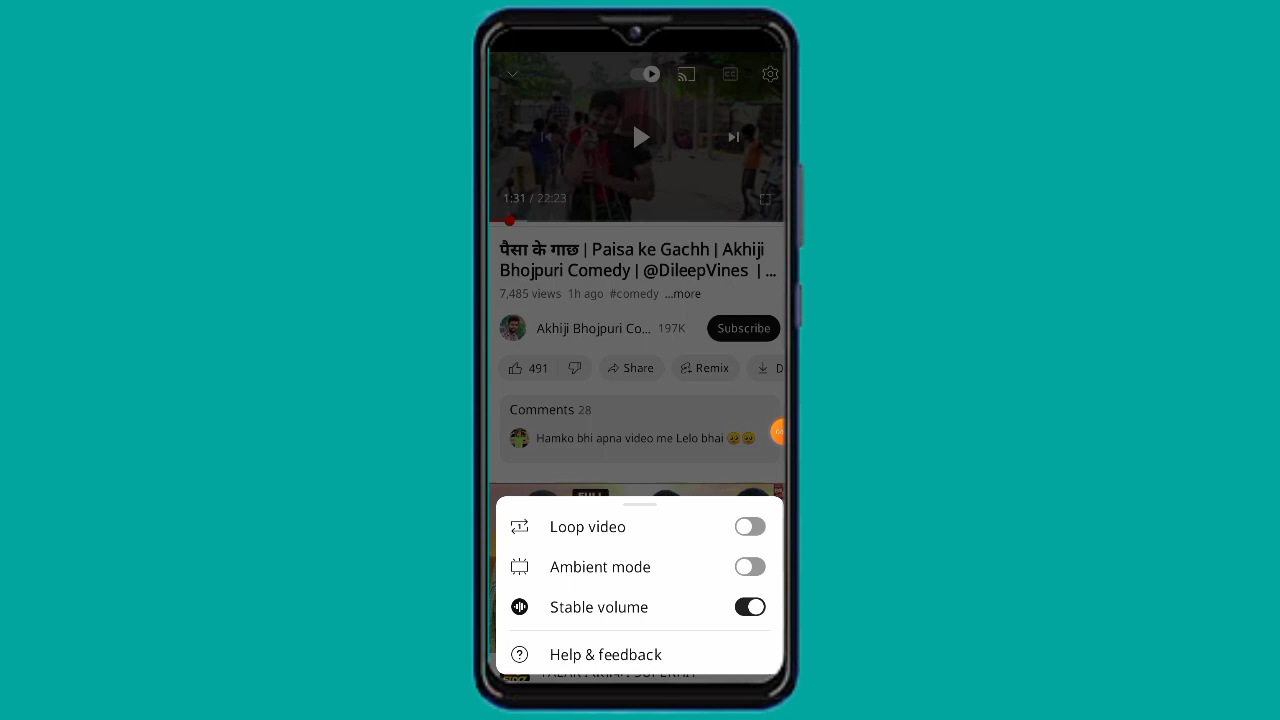 CC
1:31 / 22:23
पैसा के गाछ | Paisa ke Gachh | Akhiji
Bhojpuri Comedy | @DileepVines | ...
7,485 views 1h ago #comedy ...more
Akhiji Bhojpuri Co... 197K Subscribe
491 Share Remix D
Comments 28
Hamko bhi apna video me Lelo bhai 🥺🥺
FULL
Loop video
Ambient mode
Stable volume
Help & feedback